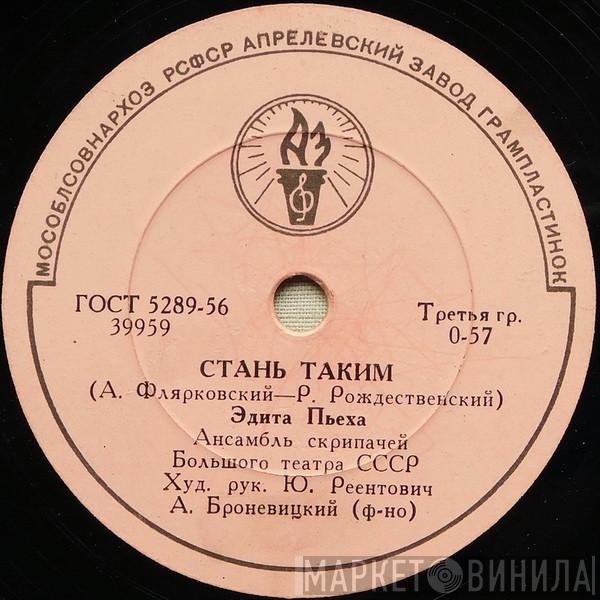 МОСОБЛСОВНАРХОЗ РСФСР АПРЕЛЕВСКИЙ ЗАВОД ГРАМПЛАСТИНОК
АЗ
ГОСТ 5289-56
39959
Третья гр.
0-57
СТАНЬ ТАКИМ
(А. Флярковский—Р. Рождественский)
Эдита Пьеха
Ансамбль скрипачей
Большого театра СССР
Худ. рук. Ю. Реентович
А. Броневицкий (ф-но)
МАРКЕТ ВИНИЛА